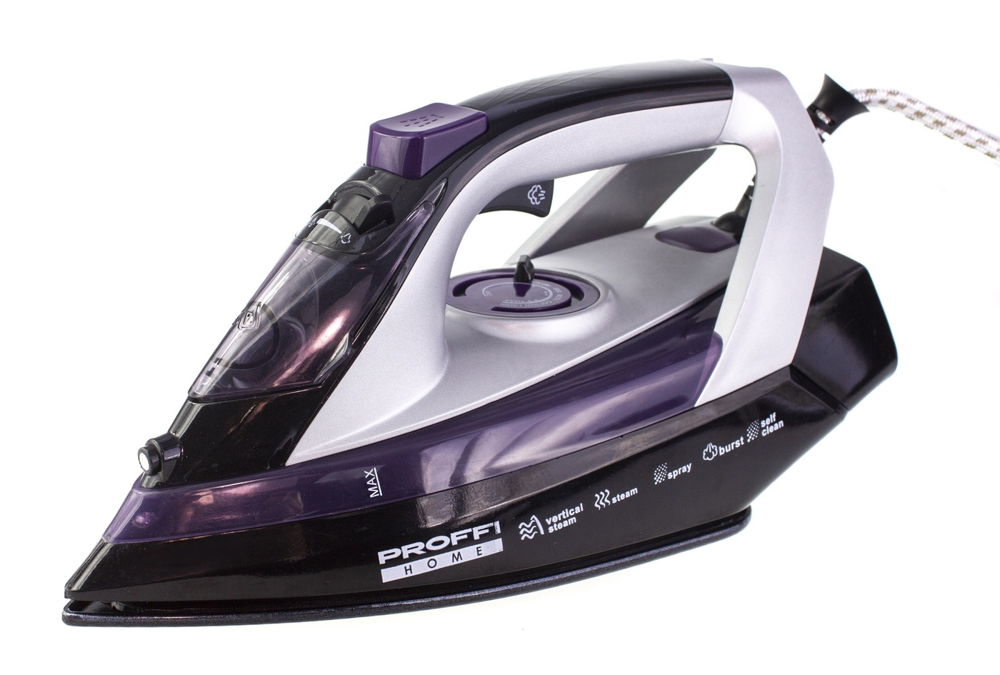 MAX
PROFFI
HOME
vertical
steam
steam
spray
burst
self
clean